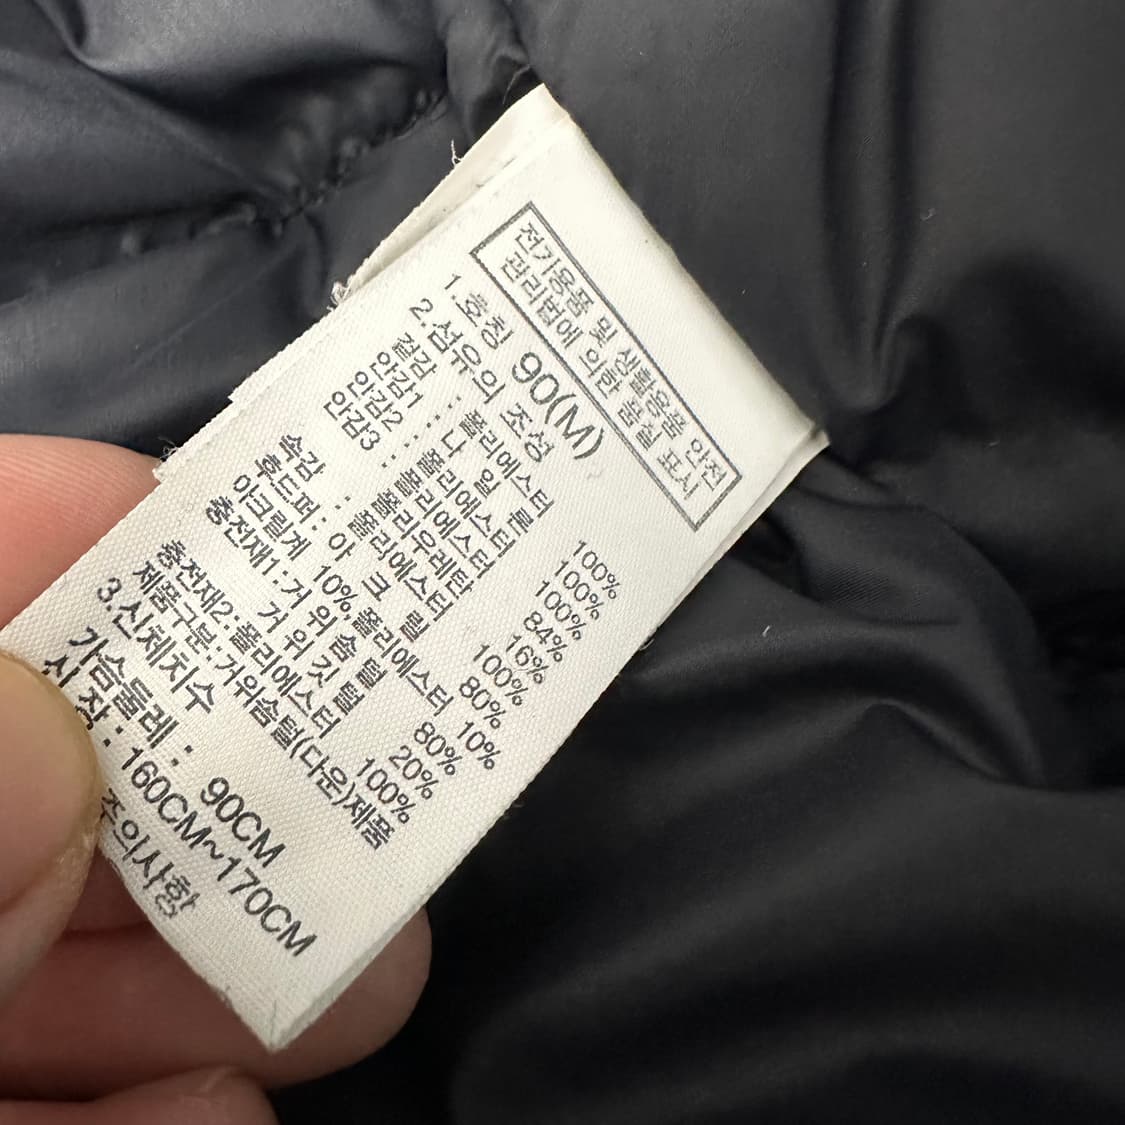 전기용품 및 생활용품 안전
관리법에 의한 품질 표시
1.호칭 90(M)
2.섬유의 조성
겉감 : 폴리에스터 100%
안감1 : 나 일 론 100%
안감2 : 폴리에스터 100%
안감3 : 폴리에스터 84%
폴리우레탄 16%
속감 : 폴리에스터 100%
후드퍼: 아 크 릴 80%
아크릴계 10%, 폴리에스터 10%
충전재1:거 위 솜 털 80%
거 위 깃 털 20%
충전재2:폴리에스터 100%
제품구분:거위솜털(다운)제품
3.신체치수
가슴둘레 : 90CM
신 장 : 160CM~170CM
주의사항